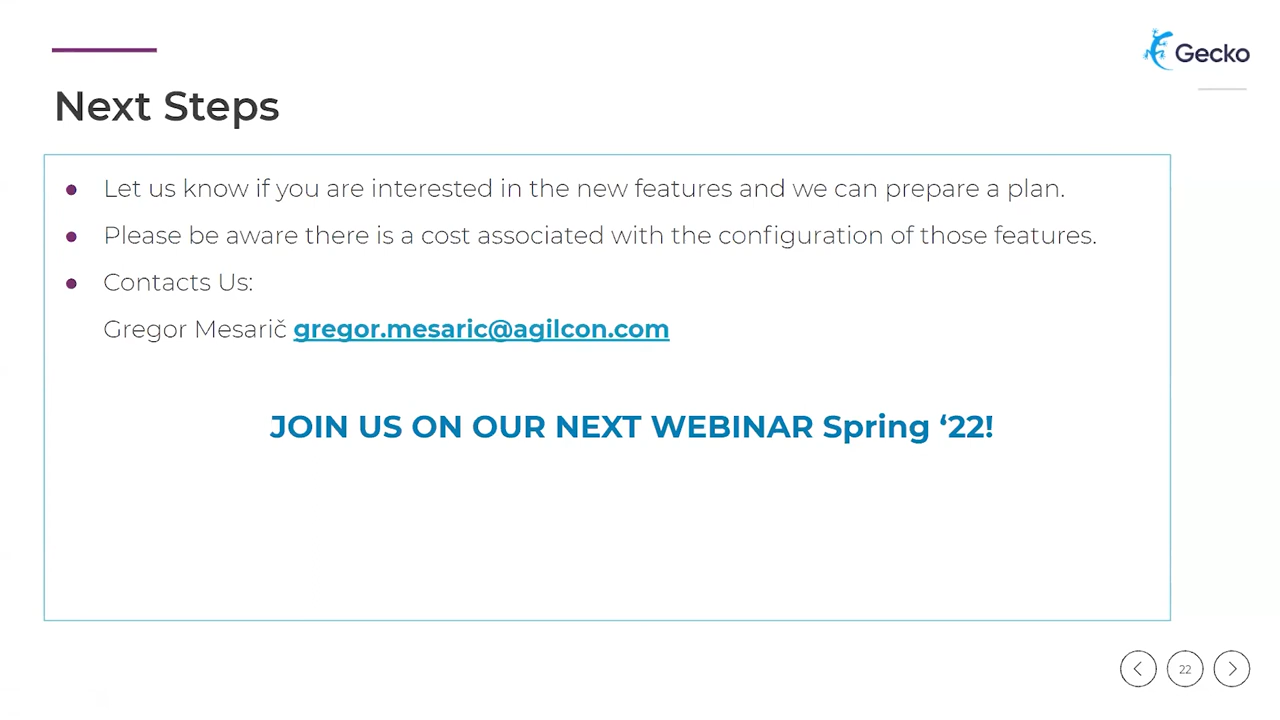 Gecko
Next Steps
● Let us know if you are interested in the new features and we can prepare a plan.
● Please be aware there is a cost associated with the configuration of those features.
● Contacts Us:
Gregor Mesarič gregor.mesaric@agilcon.com
JOIN US ON OUR NEXT WEBINAR Spring ‘22!
22